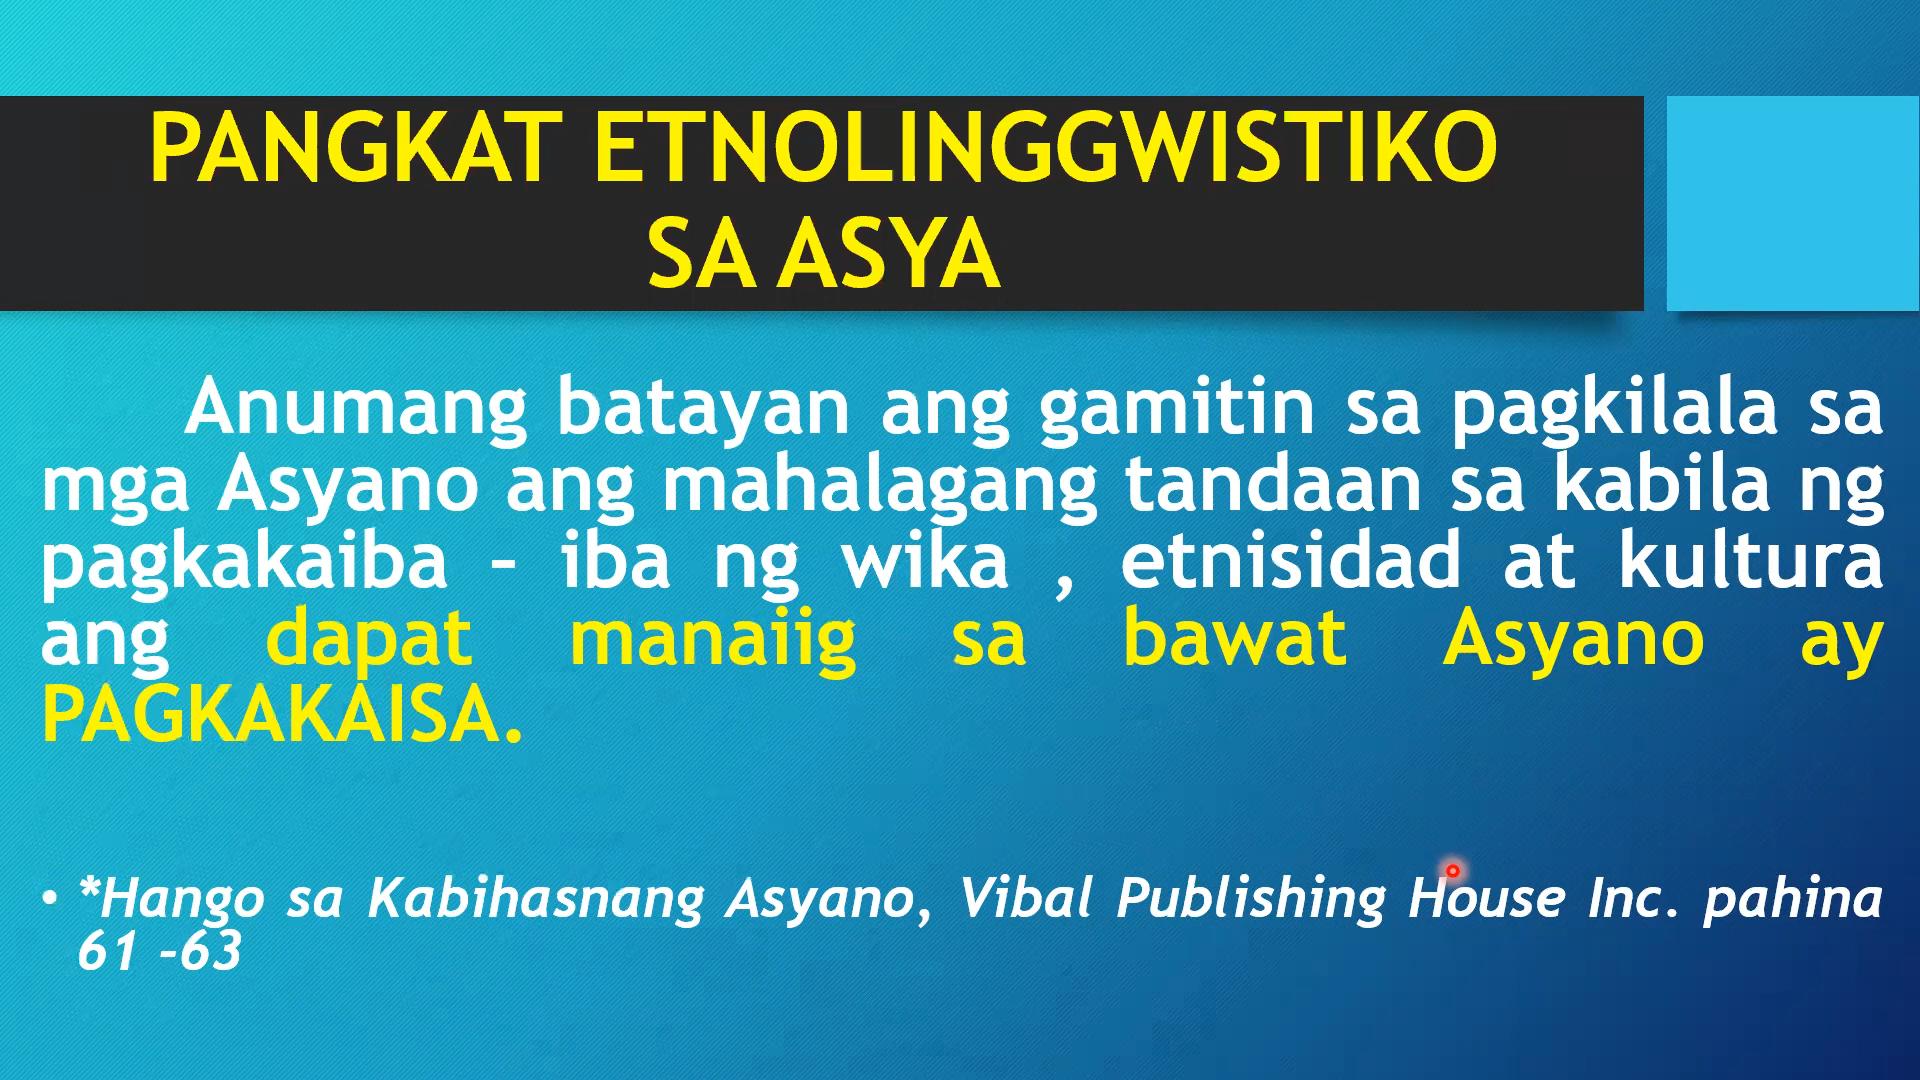 PANGKAT ETNOLINGGWISTIKO
SA ASYA
Anumang batayan ang gamitin sa pagkilala sa
mga Asyano ang mahalagang tandaan sa kabila ng
pagkakaiba – iba ng wika , etnisidad at kultura
ang dapat manaiig sa bawat Asyano ay
PAGKAKAISA.
• *Hango sa Kabihasnang Asyano, Vibal Publishing House Inc. pahina
61 -63